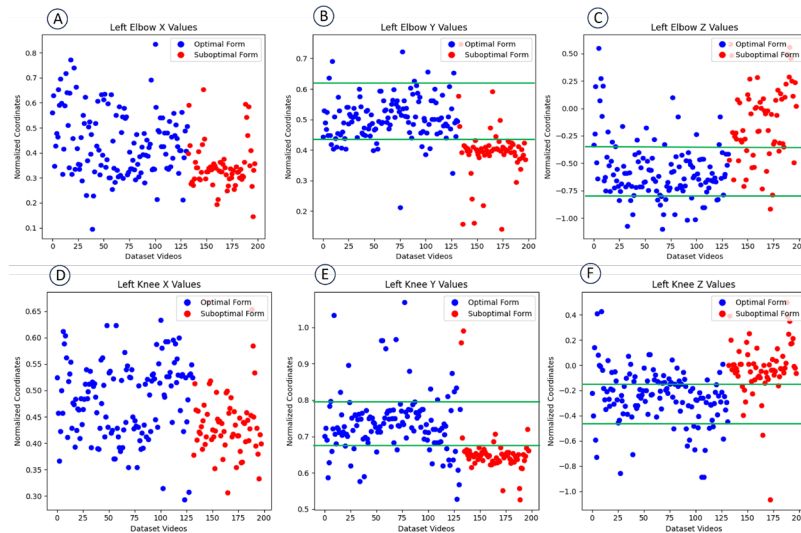 A
Left Elbow X Values
Optimal Form
Suboptimal Form
Normalized Coordinates
0.8
0.7
0.6
0.5
0.4
0.3
0.2
0.1
0 25 50 75 100 125 150 175 200
Dataset Videos
B
Left Elbow Y Values
Optimal Form
Suboptimal Form
Normalized Coordinates
0.7
0.6
0.5
0.4
0.3
0.2
0 25 50 75 100 125 150 175 200
Dataset Videos
C
Left Elbow Z Values
Optimal Form
Suboptimal Form
Normalized Coordinates
0.50
0.25
0.00
-0.25
-0.50
-0.75
-1.00
0 25 50 75 100 125 150 175 200
Dataset Videos
D
Left Knee X Values
Optimal Form
Suboptimal Form
Normalized Coordinates
0.65
0.60
0.55
0.50
0.45
0.40
0.35
0.30
0 25 50 75 100 125 150 175 200
Dataset Videos
E
Left Knee Y Values
Optimal Form
Suboptimal Form
Normalized Coordinates
1.0
0.9
0.8
0.7
0.6
0.5
0 25 50 75 100 125 150 175 200
Dataset Videos
F
Left Knee Z Values
Optimal Form
Suboptimal Form
Normalized Coordinates
0.4
0.2
0.0
-0.2
-0.4
-0.6
-0.8
-1.0
0 25 50 75 100 125 150 175 200
Dataset Videos